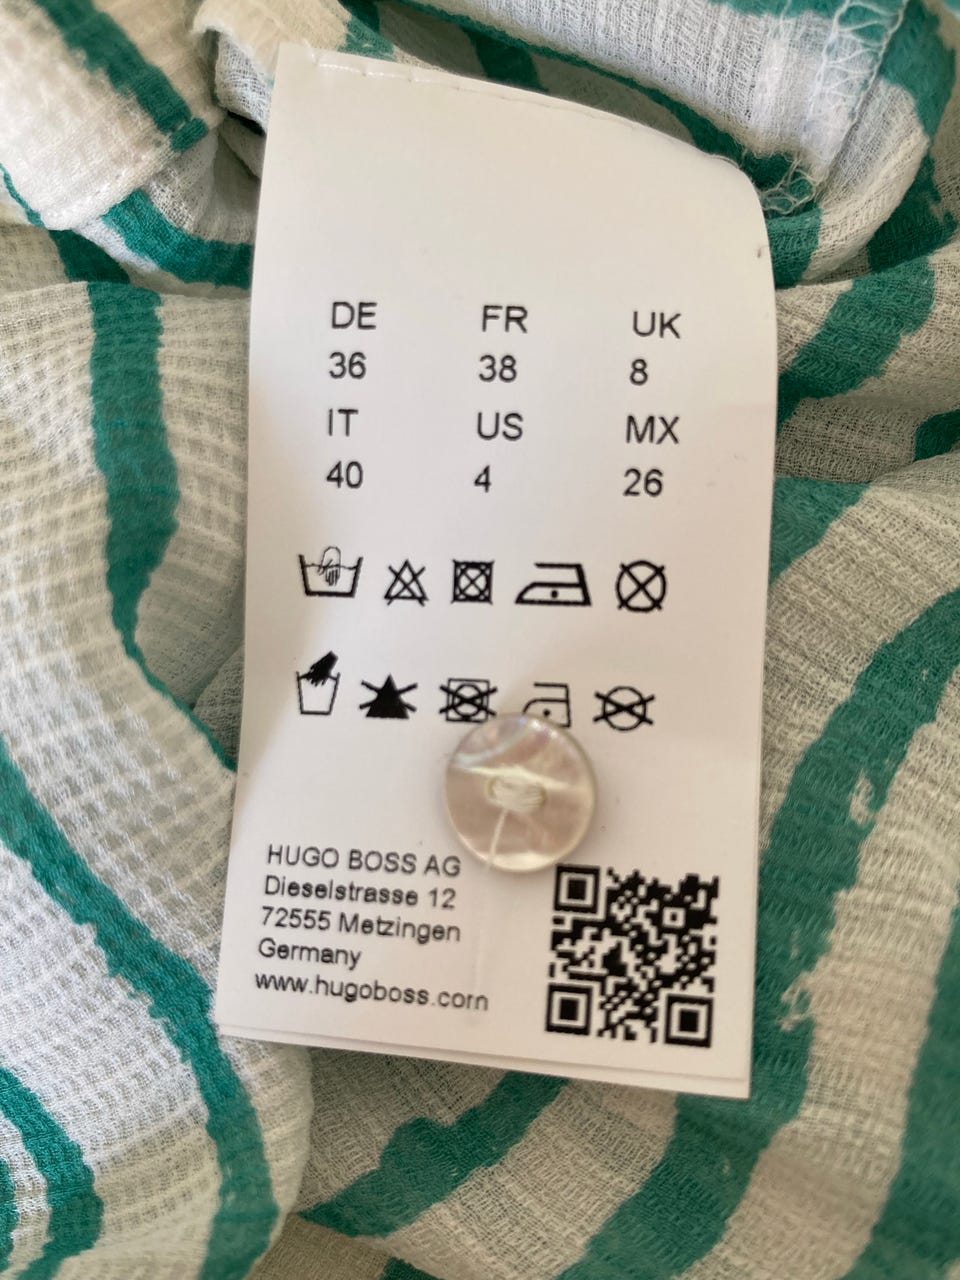 DE FR UK
36 38 8
IT US MX
40 4 26
HUGO BOSS AG
Dieselstrasse 12
72555 Metzingen
Germany
www.hugoboss.com